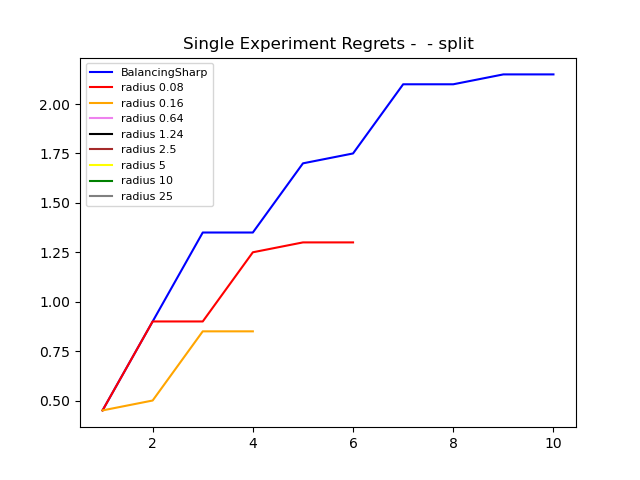 Single Experiment Regrets -  - split
BalancingSharp
radius 0.08
radius 0.16
radius 0.64
radius 1.24
radius 2.5
radius 5
radius 10
radius 25
2.00
1.75
1.50
1.25
1.00
0.75
0.50
2 4 6 8 10